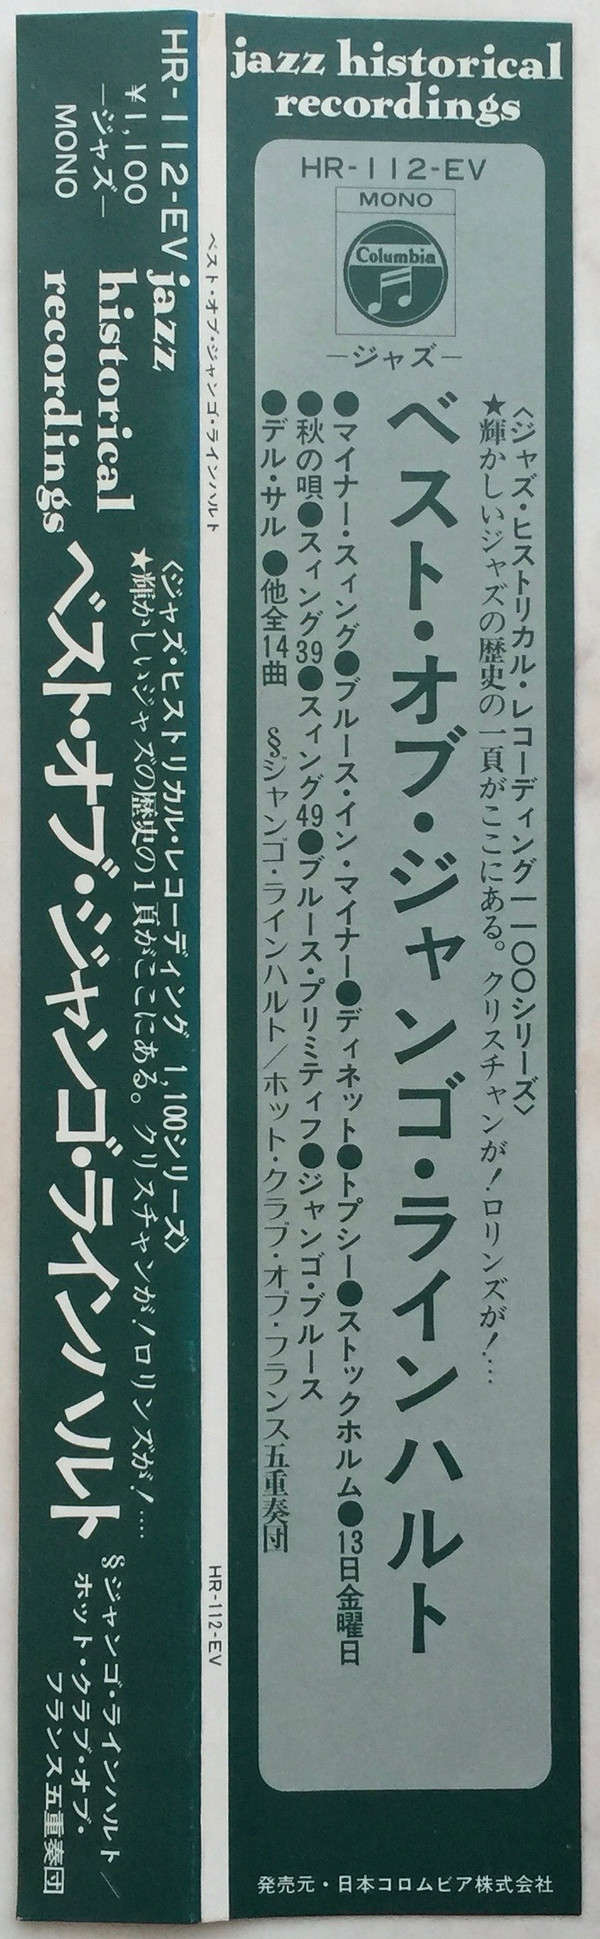 jazz historical
recordings
HR-112-EV
MONO
Columbia
—ジャズ—
〈ジャズ・ヒストリカル・レコーディング一一〇〇シリーズ〉
★輝かしいジャズの歴史の一頁がここにある。クリスチャンが！ロリンズが！…
ベスト・オブ・ジャンゴ・ラインハルト
●マイナー・スィング●ブルース・イン・マイナー●ディネット●トプシー●ストックホルム●13日金曜日
●秋の唄●スィング39●スィング49●ブルース・プリミティフ●ジャンゴ・ブルース
●デル・サル●他全14曲 §ジャンゴ・ラインハルト／ホット・クラブ・オブ・フランス五重奏団
発売元・日本コロムビア株式会社
ベスト・オブ・ジャンゴ・ラインハルト
HR-112-EV
HR-112-EV
¥1,100
—ジャズ—
MONO
jazz
historical
recordings
〈ジャズ・ヒストリカル・レコーディング 1,100シリーズ〉
★輝かしいジャズの歴史の1頁がここにある。クリスチャンが！ロリンズが！……
ベスト・オブ・ジャンゴ・ラインハルト
§ジャンゴ・ラインハルト／
ホット・クラブ・オブ・
フランス五重奏団